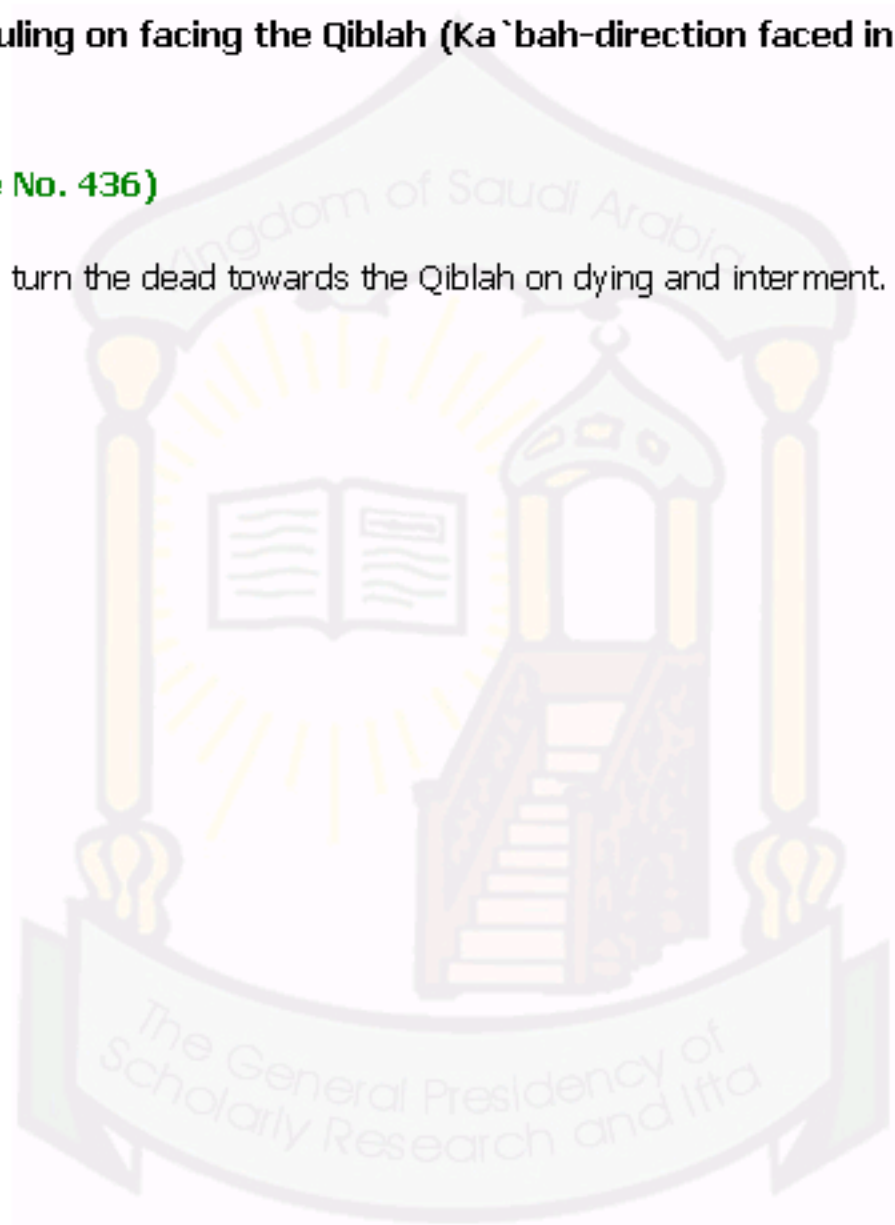 uling on facing the Qiblah (Ka`bah-direction faced in
e No. 436)
Kingdom of Saudi Arabia
turn the dead towards the Qiblah on dying and interment.
The General Presidency of
Scholarly Research and ifta